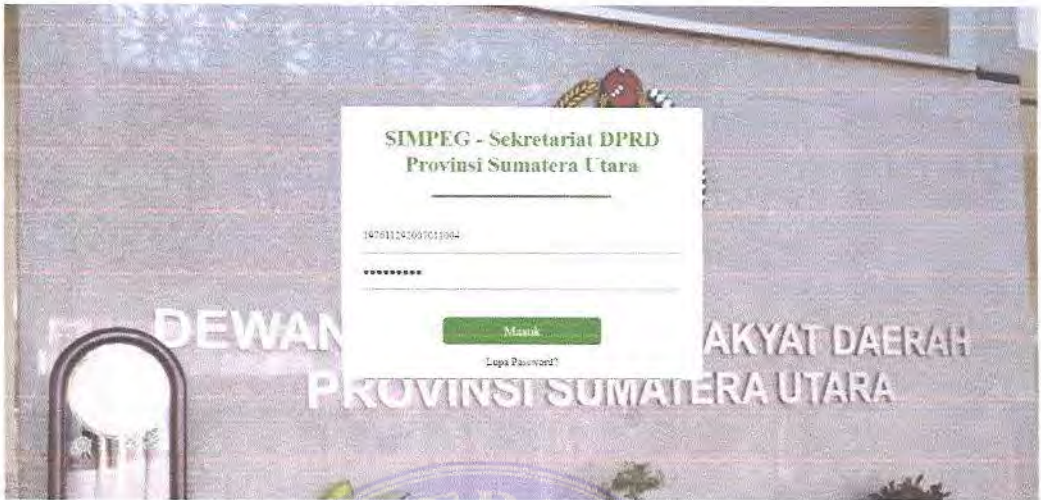 SIMPEG - Sekretariat DPRD
Provinsi Sumatera Utara
Masuk
Lupa Password?
DEWAN AKYAT DAERAH
PROVINSI SUMATERA UTARA